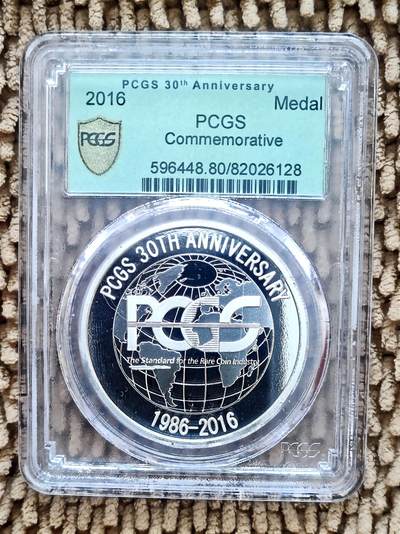 PCGS 30th Anniversary
2016
Medal
PCGS
PCGS
Commemorative
596448.80/82026128
PCGS 30TH ANNIVERSARY
PCGS
The Standard for the Rare Coin Industry
1986-2016
PCGS